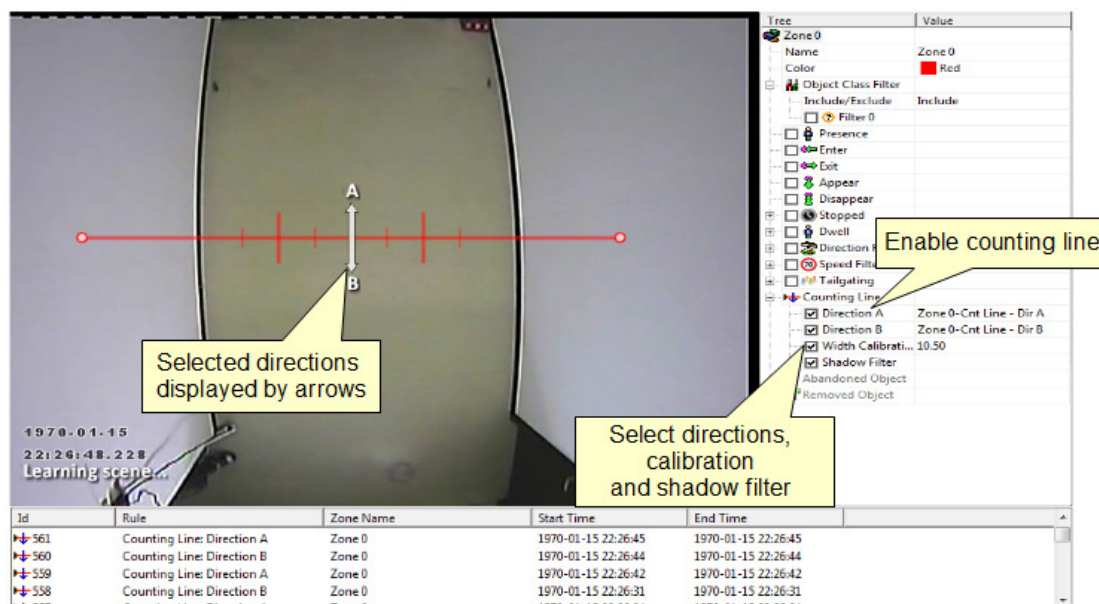 Tree Value
Zone 0
Name Zone 0
Color Red
Object Class Filter
Include/Exclude Include
Filter 0
Presence
Enter
Exit
Appear
Disappear
Stopped
Dwell
Direction
Speed Filte
Tailgating
Counting Line
Direction A Zone 0-Cnt Line - Dir A
Direction B Zone 0-Cnt Line - Dir B
Width Calibrati... 10.50
Shadow Filter
Abandoned Object
Removed Object
Enable counting line
A
B
Selected directions
displayed by arrows
Select directions,
calibration
and shadow filter
1970-01-15
22:26:48.228
Learning scene...
Id Rule Zone Name Start Time End Time
561 Counting Line: Direction A Zone 0 1970-01-15 22:26:45 1970-01-15 22:26:45
560 Counting Line: Direction B Zone 0 1970-01-15 22:26:44 1970-01-15 22:26:44
559 Counting Line: Direction A Zone 0 1970-01-15 22:26:42 1970-01-15 22:26:42
558 Counting Line: Direction B Zone 0 1970-01-15 22:26:31 1970-01-15 22:26:31